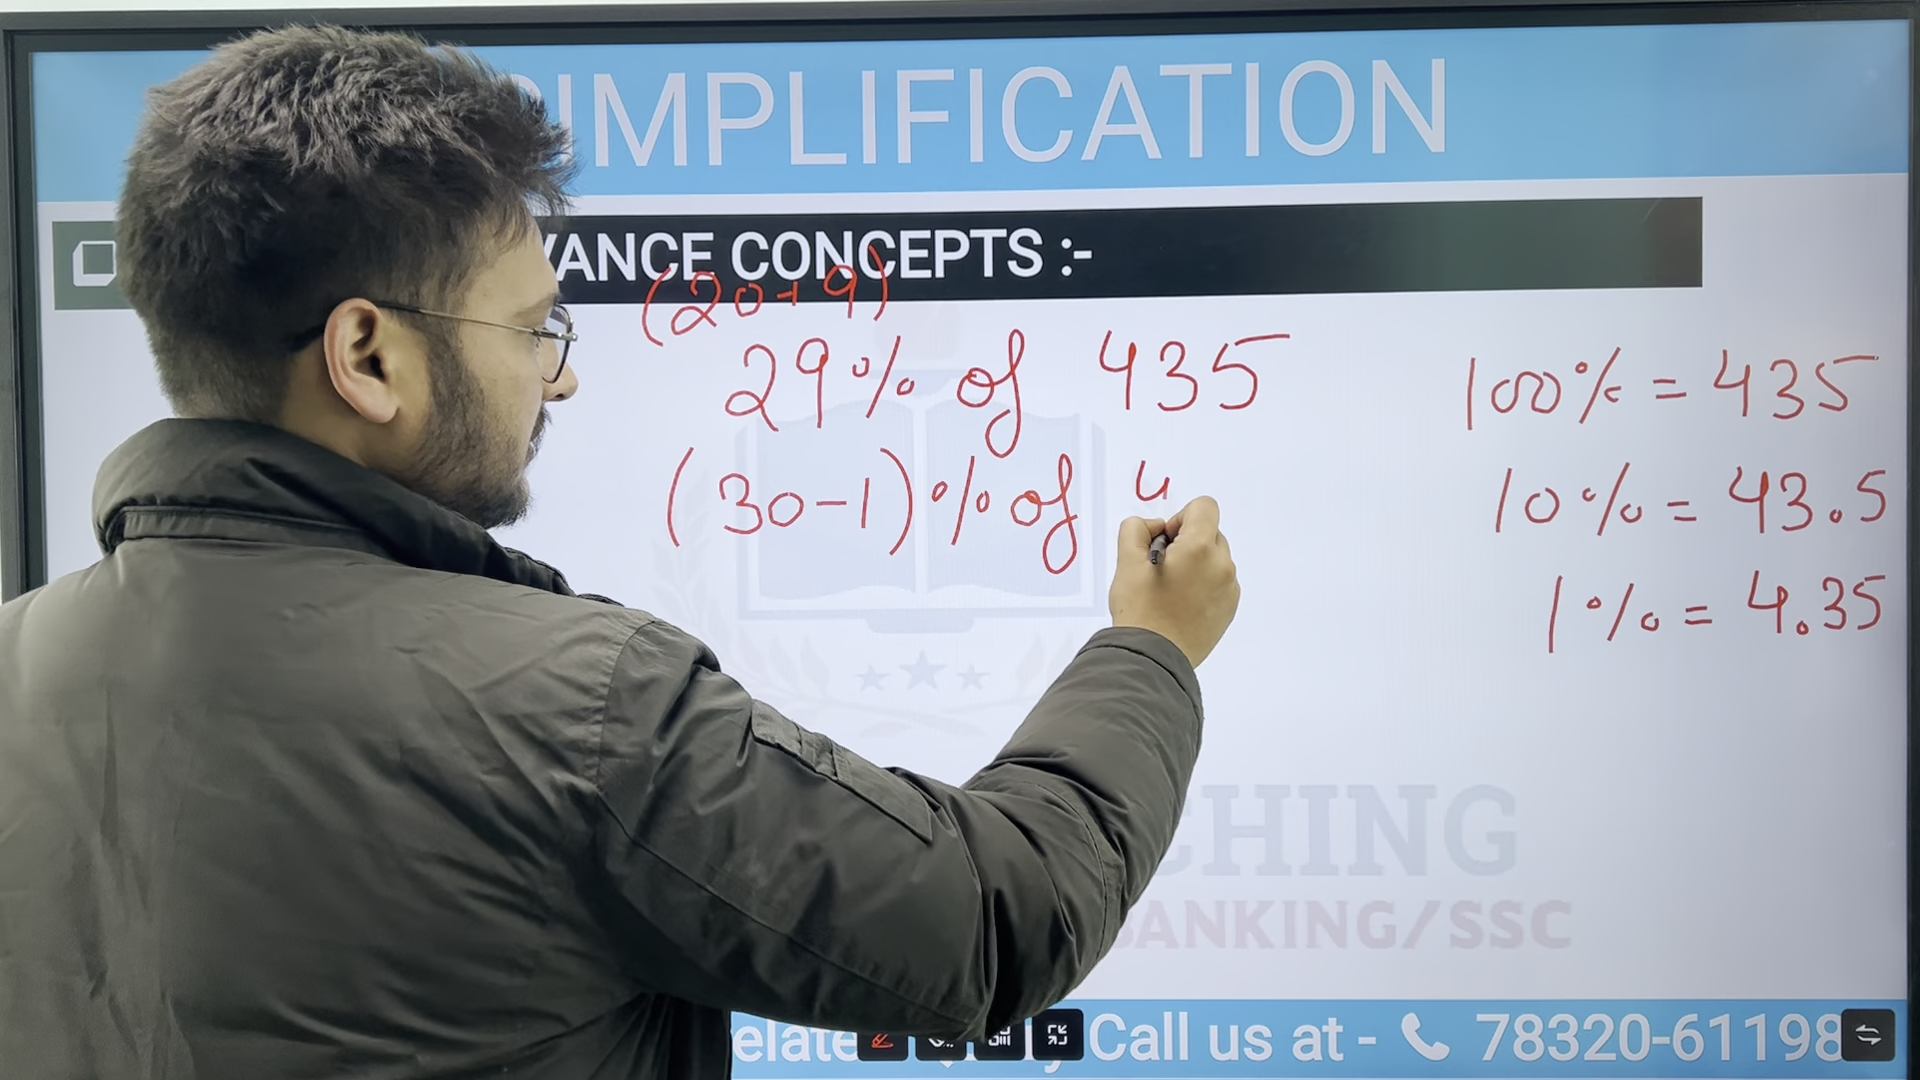 SIMPLIFICATION
VANCE CONCEPTS :-
(20+9)
29% of 435
(30-1)% of 4
100% = 435
10% = 43.5
1% = 4.35
CHING
BANKING/SSC
Call us at - 78320-61198